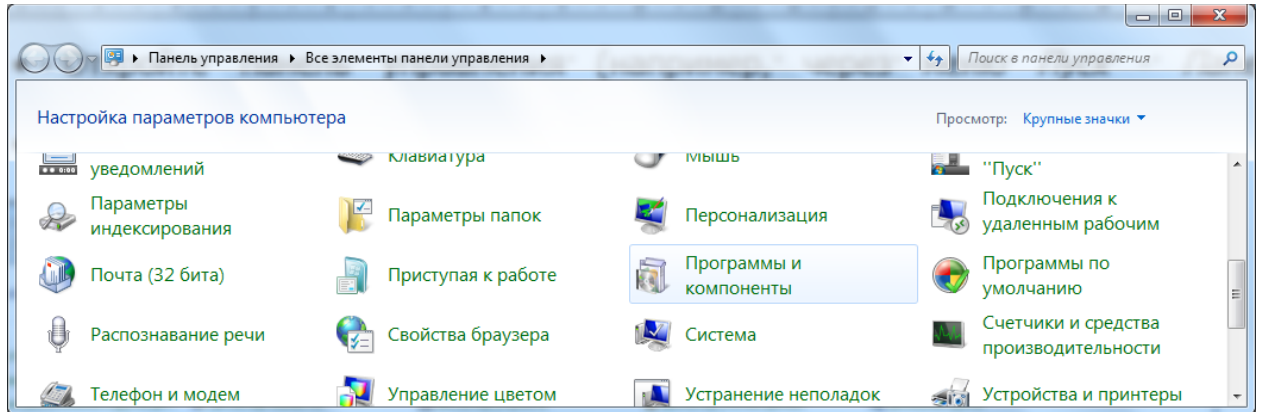 Панель управления ▸ Все элементы панели управления ▸
Поиск в панели управления
Настройка параметров компьютера
Просмотр: Крупные значки
уведомлений
Клавиатура
Мышь
"Пуск"
Параметры
индексирования
Параметры папок
Персонализация
Подключения к
удаленным рабочим
Почта (32 бита)
Приступая к работе
Программы и
компоненты
Программы по
умолчанию
Распознавание речи
Свойства браузера
Система
Счетчики и средства
производительности
Телефон и модем
Управление цветом
Устранение неполадок
Устройства и принтеры